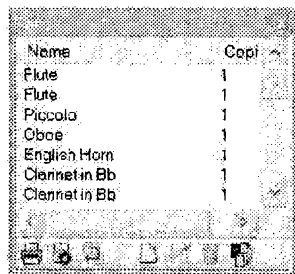 Name Copi
Flute 1
Flute 1
Piccolo 1
Oboe 1
English Horn 1
Clarinet in Bb 1
Clarinet in Bb 1